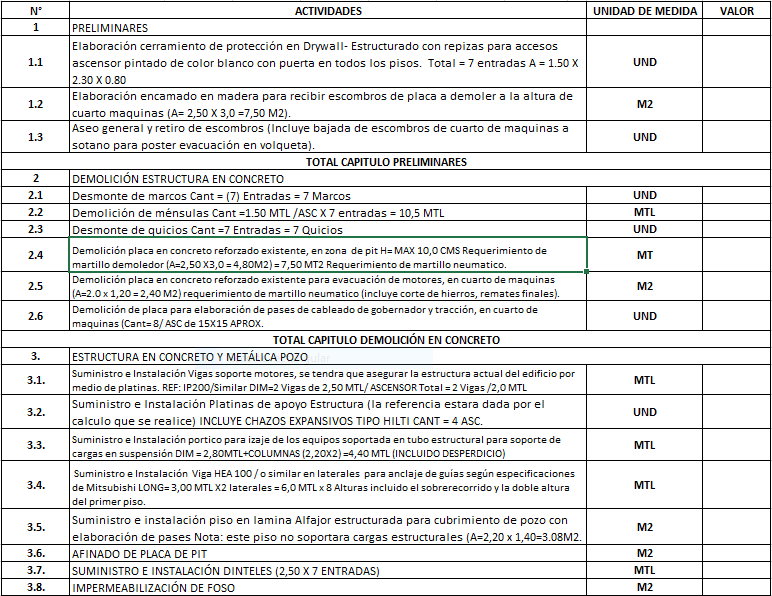 N° ACTIVIDADES UNIDAD DE MEDIDA VALOR
1 PRELIMINARES
Elaboración cerramiento de protección en Drywall- Estructurado con repizas para accesos
1.1 ascensor pintado de color blanco con puerta en todos los pisos. Total = 7 entradas A = 1.50 X UND
2.30 X 0.80
Elaboración encamado en madera para recibir escombros de placa a demoler a la altura de
1.2 cuarto maquinas (A= 2,50 X 3,0 =7,50 M2). M2
Aseo general y retiro de escombros (Incluye bajada de escombros de cuarto de maquinas a
1.3 sotano para poster evacuación en volqueta). UND
TOTAL CAPITULO PRELIMINARES
2 DEMOLICIÓN ESTRUCTURA EN CONCRETO
2.1 Desmonte de marcos Cant = (7) Entradas = 7 Marcos UND
2.2 Demolición de ménsulas Cant =1.50 MTL /ASC X 7 entradas = 10,5 MTL MTL
2.3 Desmonte de quicios Cant =7 Entradas = 7 Quicios UND
Demolición placa en concreto reforzado existente, en zona de pit H= MAX 10,0 CMS Requerimiento de
2.4 martillo demoledor (A=2,50 X3,0 = 4,80M2) = 7,50 MT2 Requerimiento de martillo neumatico. MT
Demolición placa en concreto reforzado existente para evacuación de motores, en cuarto de maquinas
2.5 (A=2.0 x 1,20 = 2,40 M2) requerimiento de martillo neumatico (incluye corte de hierros, remates finales). M2
Demolición de placa para elaboración de pases de cableado de gobernador y tracción, en cuarto de
2.6 maquinas (Cant= 8/ ASC de 15X15 APROX. UND
TOTAL CAPITULO DEMOLICIÓN EN CONCRETO
3. ESTRUCTURA EN CONCRETO Y METÁLICA POZO
Suministro e Instalación Vigas soporte motores, se tendra que asegurar la estructura actual del edificio por
3.1. medio de platinas. REF: IP200/Similar DIM=2 Vigas de 2,50 MTL/ ASCENSOR Total = 2 Vigas /2,0 MTL MTL
Suministro e Instalación Platinas de apoyo Estructura (la referencia estara dada por el
3.2. calculo que se realice) INCLUYE CHAZOS EXPANSIVOS TIPO HILTI CANT = 4 ASC. UND
Suministro e Instalación portico para izaje de los equipos soportada en tubo estructural para soporte de
3.3. cargas en suspensión DIM = 2,80MTL+COLUMNAS (2,20X2) =4,40 MTL (INCLUIDO DESPERDICIO) MTL
Suministro e Instalación Viga HEA 100 / o similar en laterales para anclaje de guías según especificaciones
3.4. de Mitsubishi LONG= 3,00 MTL X2 laterales = 6,0 MTL x 8 Alturas incluido el sobrerecorrido y la doble altura MTL
del primer piso.
Suministro e instalación piso en lamina Alfajor estructurada para cubrimiento de pozo con
3.5. elaboración de pases Nota: este piso no soportara cargas estructurales (A=2,20 x 1,40=3.08M2. M2
3.6. AFINADO DE PLACA DE PIT M2
3.7. SUMINISTRO E INSTALACIÓN DINTELES (2,50 X 7 ENTRADAS) MTL
3.8. IMPERMEABILIZACIÓN DE FOSO M2